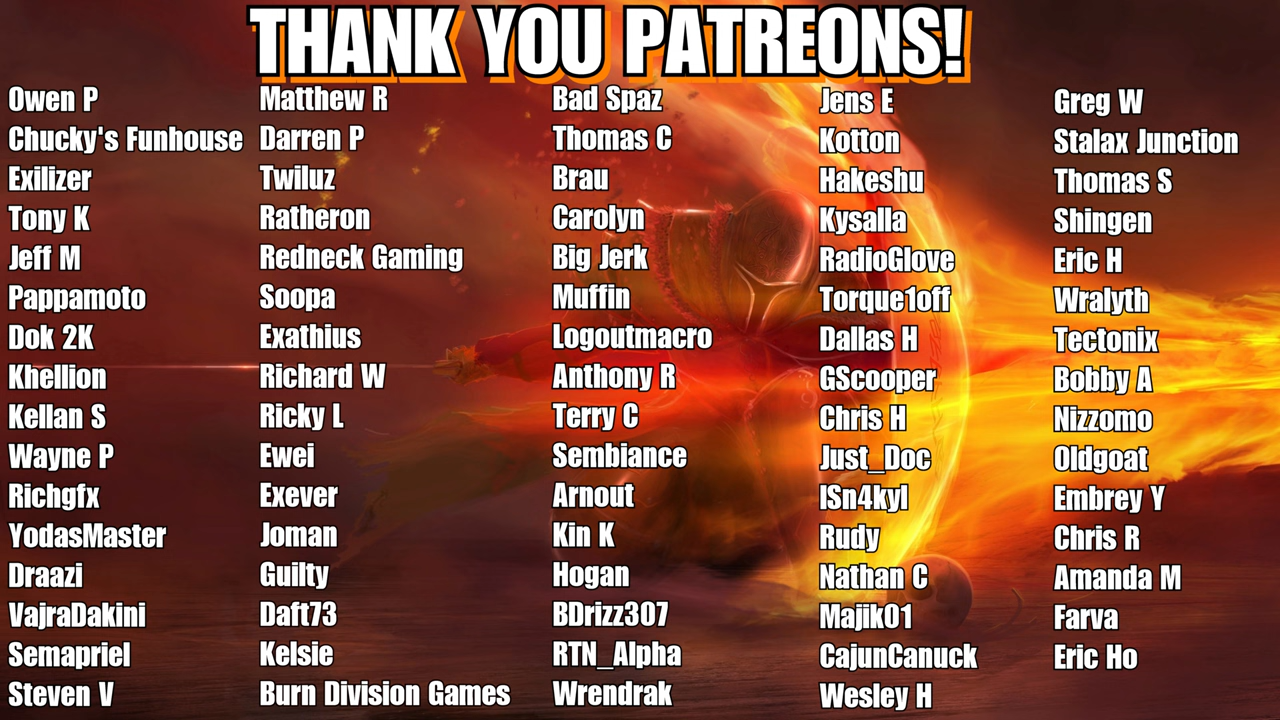 THANK YOU PATREONS!
Owen P
Chucky's Funhouse
Exilizer
Tony K
Jeff M
Pappamoto
Dok 2K
Khellion
Kellan S
Wayne P
Richgfx
YodasMaster
Draazi
VajraDakini
Semapriel
Steven V
Matthew R
Darren P
Twiluz
Ratheron
Redneck Gaming
Soopa
Exathius
Richard W
Ricky L
Ewei
Exever
Joman
Guilty
Daft73
Kelsie
Burn Division Games
Bad Spaz
Thomas C
Brau
Carolyn
Big Jerk
Muffin
Logoutmacro
Anthony R
Terry C
Sembiance
Arnout
Kin K
Hogan
BDrizz307
RTN_Alpha
Wrendrak
Jens E
Kotton
Hakeshu
Kysalla
RadioGlove
Torque1off
Dallas H
GScooper
Chris H
Just_Doc
ISn4kyI
Rudy
Nathan C
Majik01
CajunCanuck
Wesley H
Greg W
Stalax Junction
Thomas S
Shingen
Eric H
Wralyth
Tectonix
Bobby A
Nizzomo
Oldgoat
Embrey Y
Chris R
Amanda M
Farva
Eric Ho